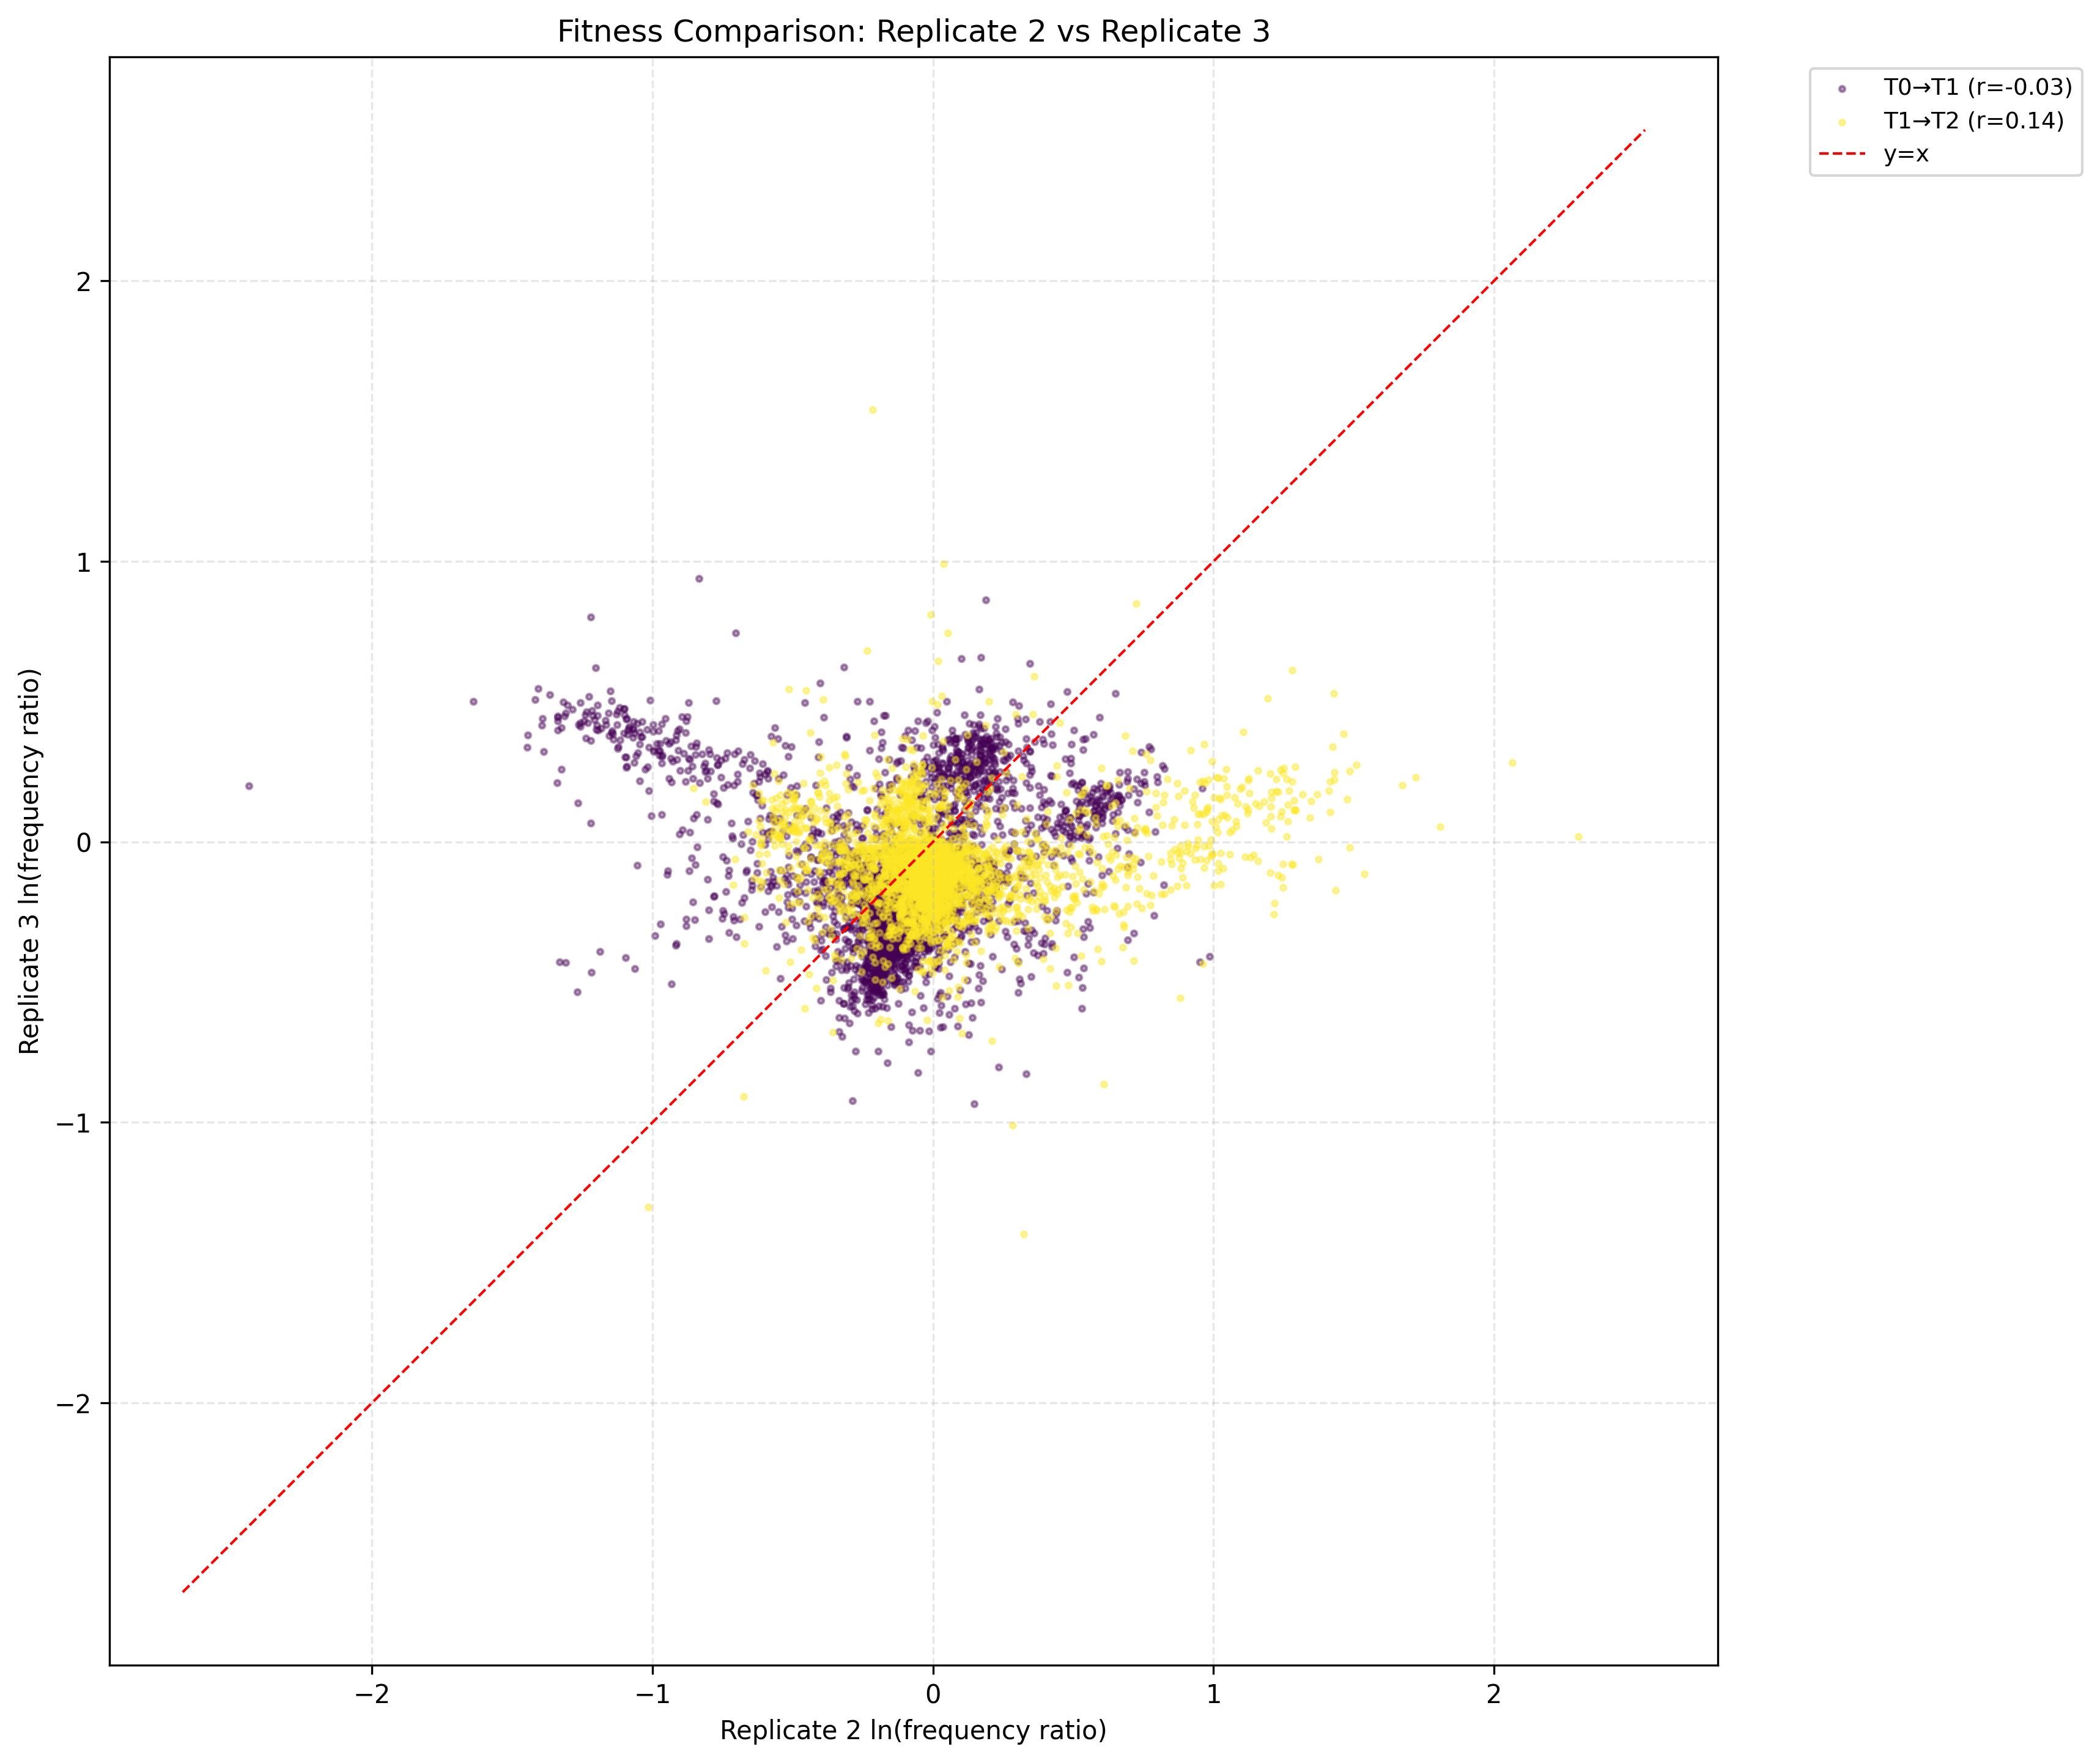 Fitness Comparison: Replicate 2 vs Replicate 3
T0→T1 (r=-0.03)
T1→T2 (r=0.14)
y=x
Replicate 3 ln(frequency ratio)
2
1
0
−1
−2
−2
−1
0
1
2
Replicate 2 ln(frequency ratio)